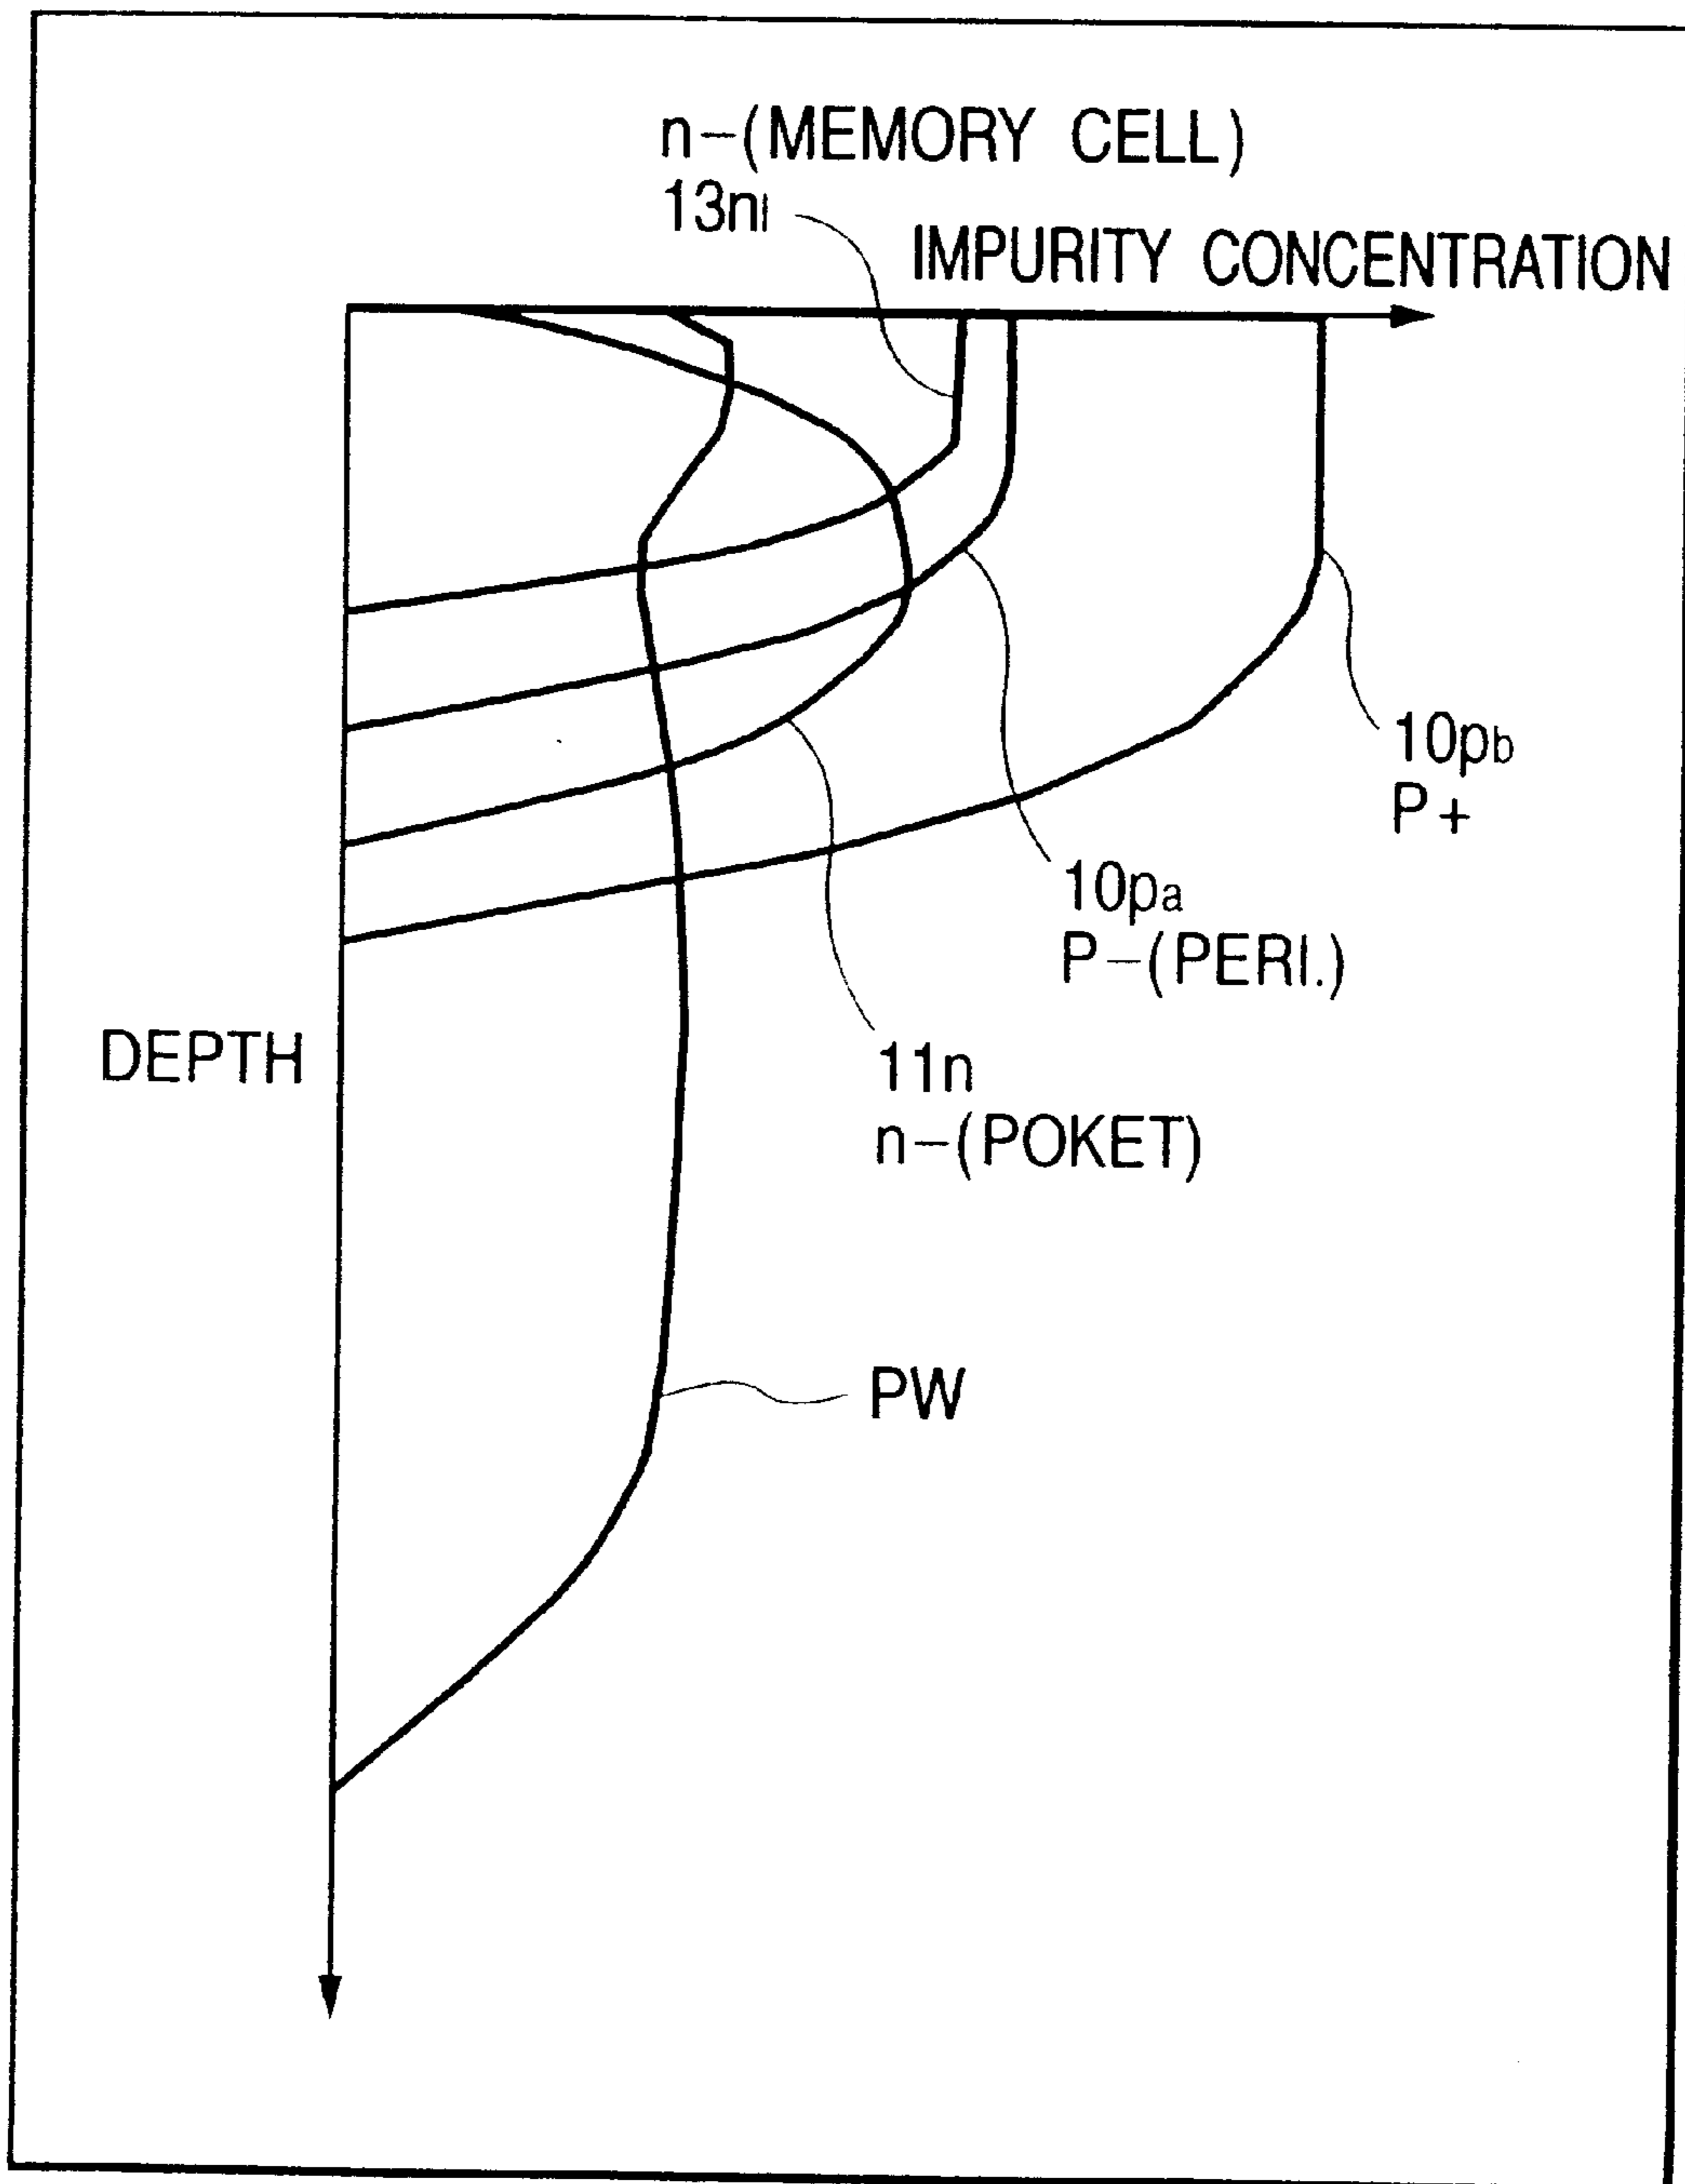 n-(MEMORY CELL)
13nl
IMPURITY CONCENTRATION
10pb
P+
10pa
P-(PERI.)
DEPTH
11n
n-(POKET)
PW